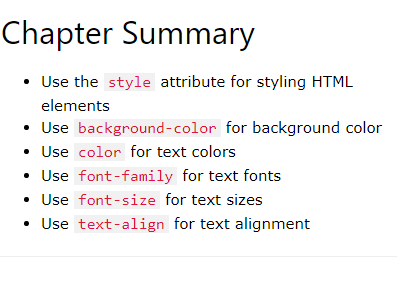 Chapter Summary
• Use the style attribute for styling HTML
elements
• Use background-color for background color
• Use color for text colors
• Use font-family for text fonts
• Use font-size for text sizes
• Use text-align for text alignment